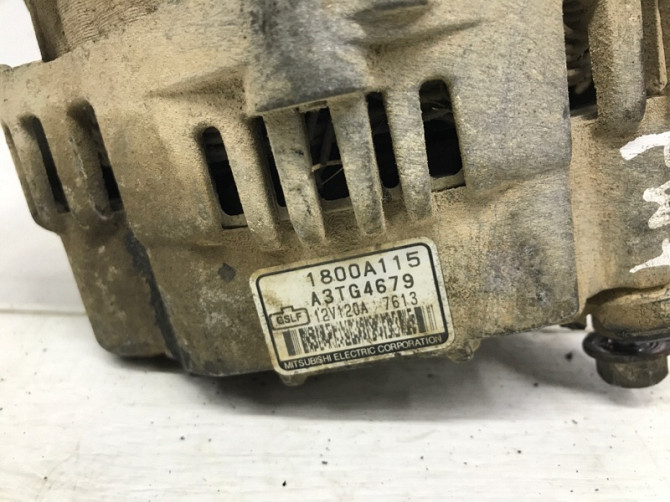 1800A115
A3TG4679
GSLF 12V120A 7613
MITSUBISHI ELECTRIC CORPORATION